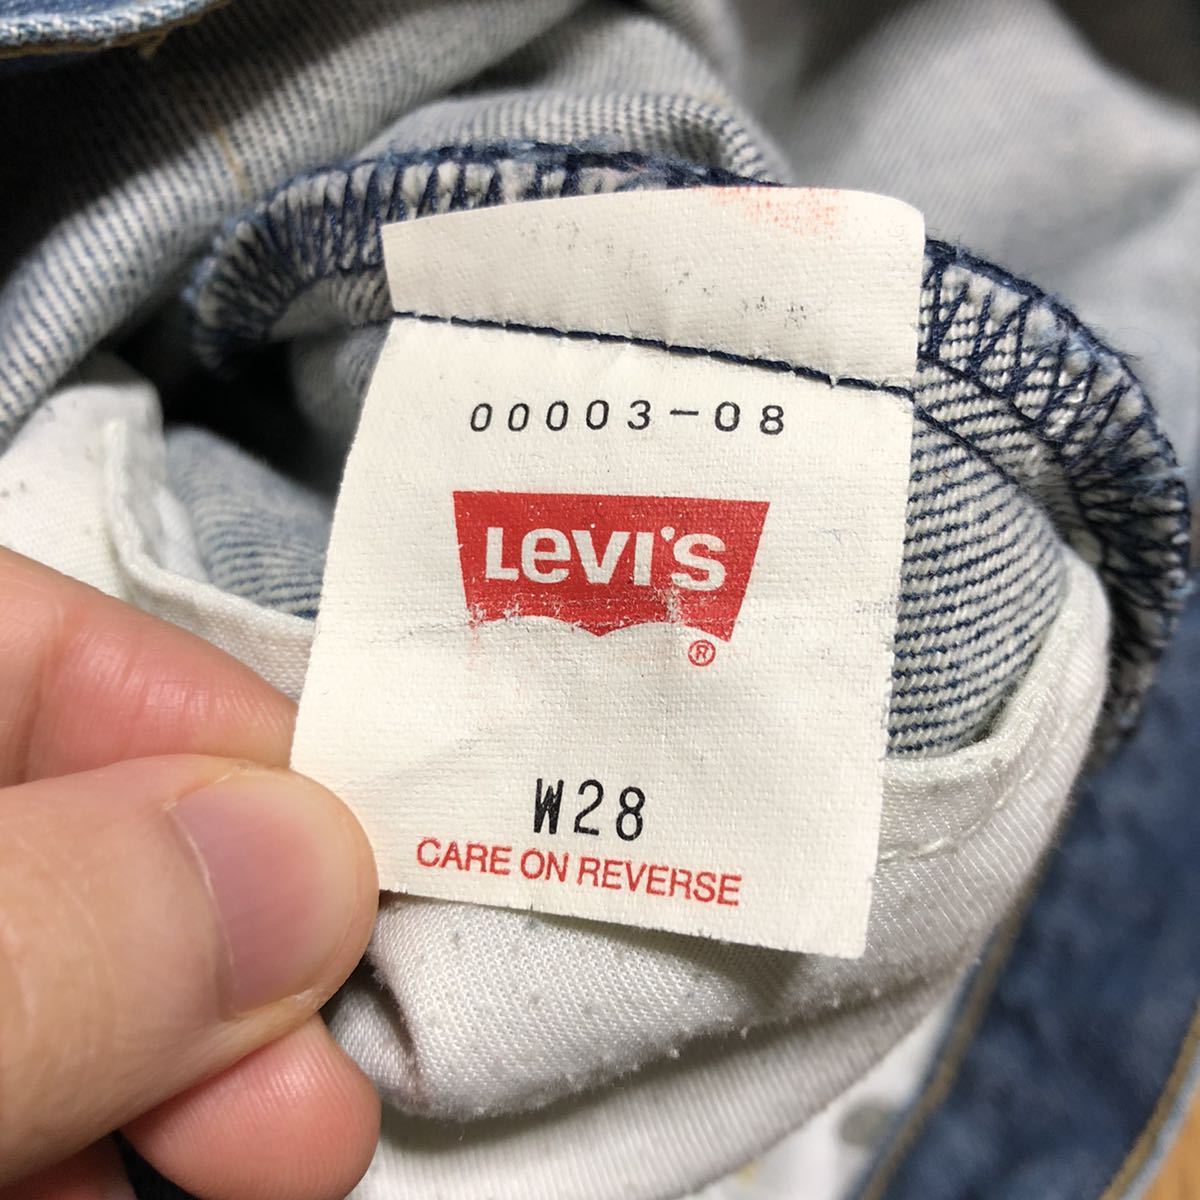 00003-08
LEVI'S
®
W28
CARE ON REVERSE